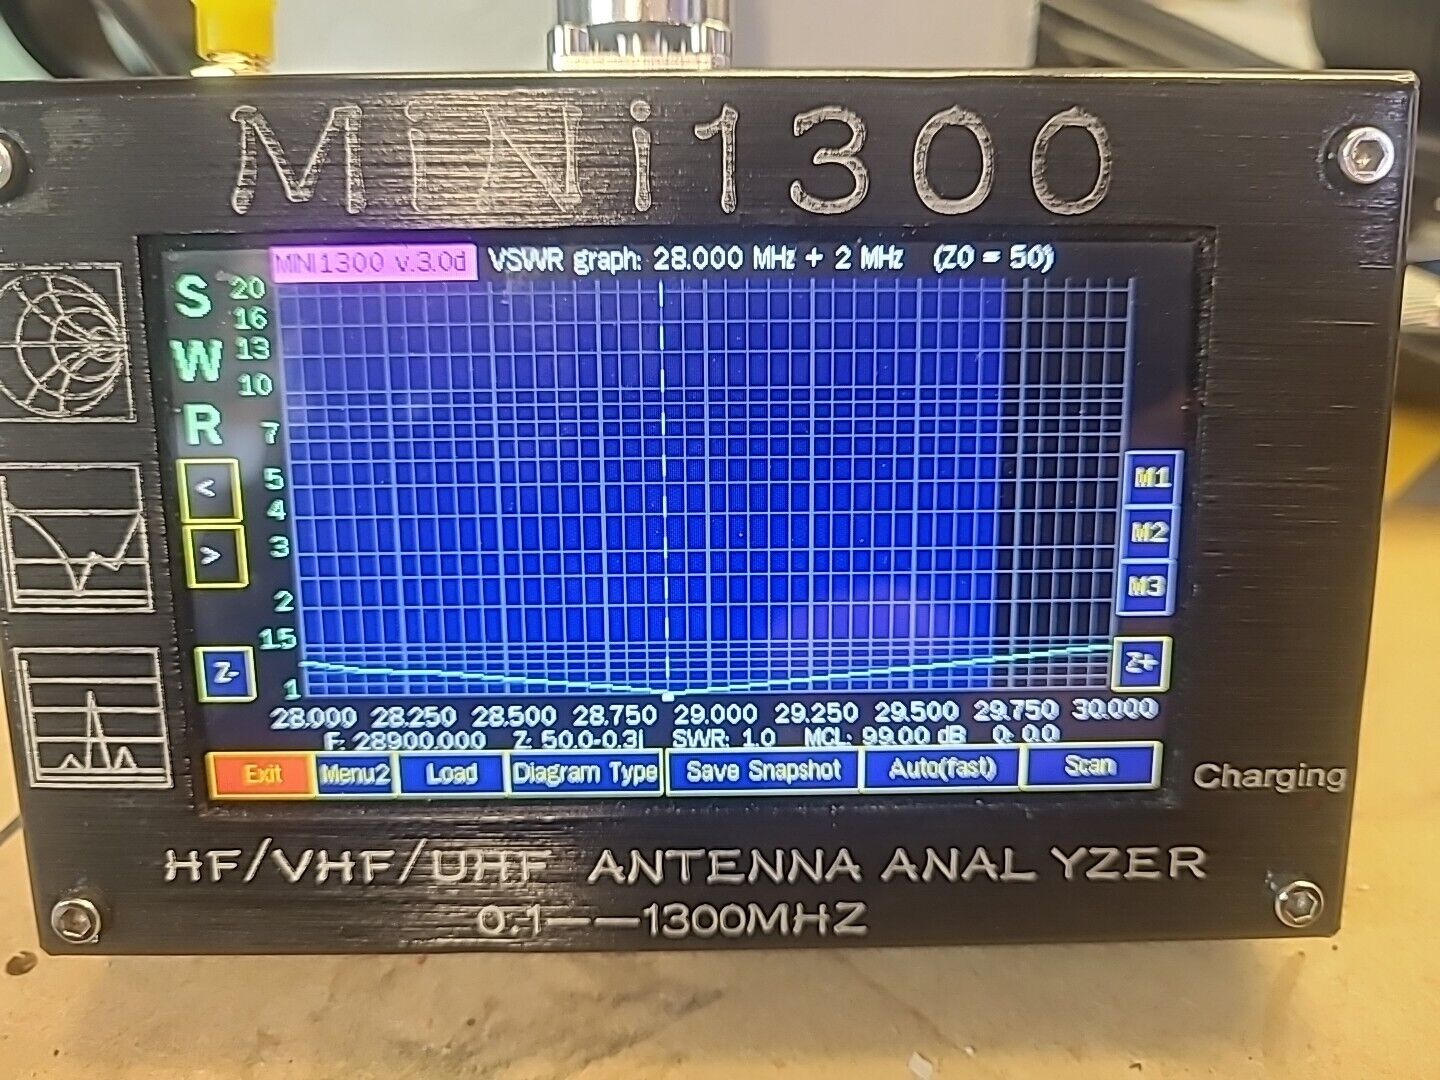 MiNi1300
MINI1300 v.3.0d VSWR graph: 28.000 MHz + 2 MHz (Z0 = 50)
S
W
R
20
16
13
10
7
5
4
3
2
1.5
1
<
>
Z-
M1
M2
M3
Z+
28.000 28.250 28.500 28.750 29.000 29.250 29.500 29.750 30.000
F: 28900.000 Z: 50.0-0.3j SWR: 1.0 MCL: 99.00 dB Q: 0.0
Exit Menu2 Load Diagram Type Save Snapshot Auto(fast) Scan
Charging
HF/VHF/UHF ANTENNA ANALYZER
0.1——1300MHZ